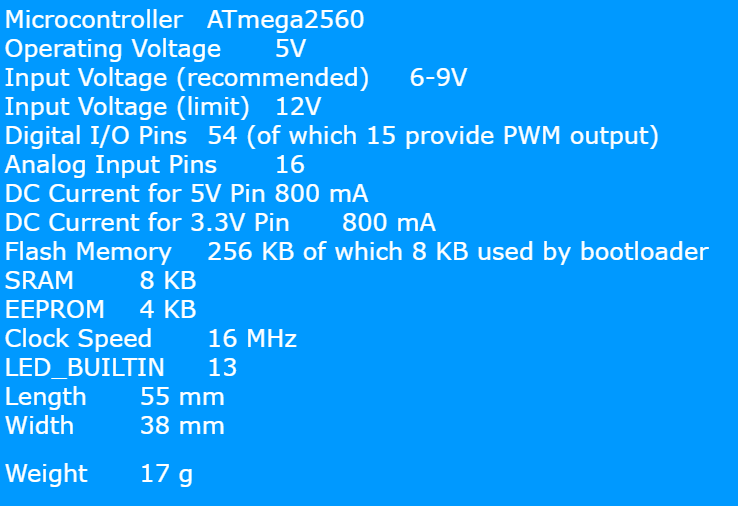 Microcontroller ATmega2560
Operating Voltage 5V
Input Voltage (recommended) 6-9V
Input Voltage (limit) 12V
Digital I/O Pins 54 (of which 15 provide PWM output)
Analog Input Pins 16
DC Current for 5V Pin 800 mA
DC Current for 3.3V Pin 800 mA
Flash Memory 256 KB of which 8 KB used by bootloader
SRAM 8 KB
EEPROM 4 KB
Clock Speed 16 MHz
LED_BUILTIN 13
Length 55 mm
Width 38 mm
Weight 17 g